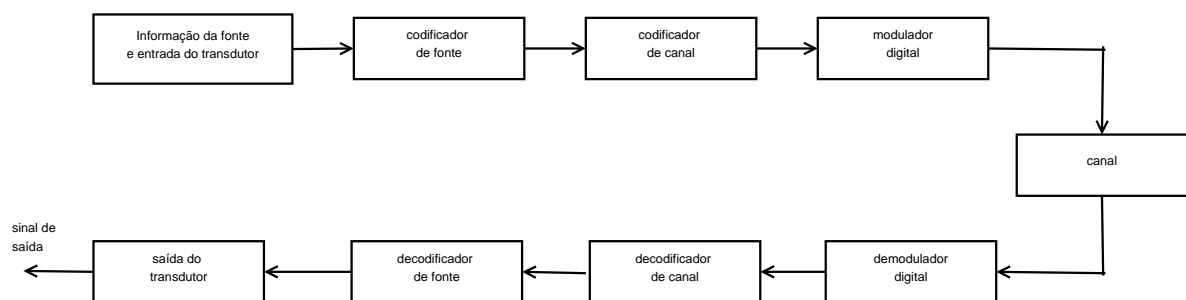 Informação da fonte
e entrada do transdutor
codificador
de fonte
codificador
de canal
modulador
digital
canal
sinal de
saída
saída do
transdutor
decodificador
de fonte
decodificador
de canal
demodulador
digital